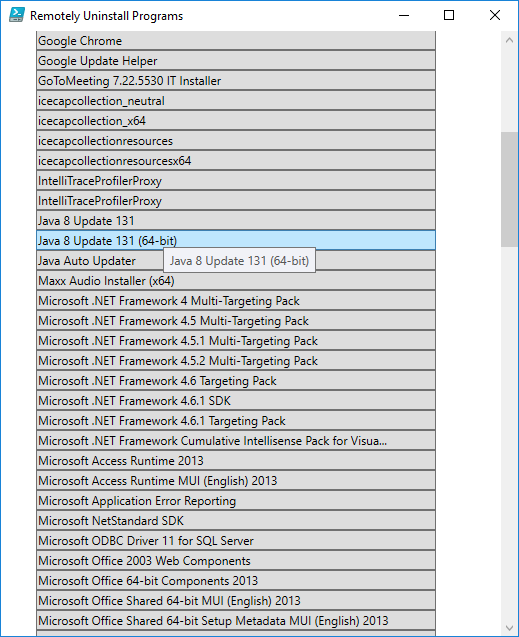 Remotely Uninstall Programs
Google Chrome
Google Update Helper
GoToMeeting 7.22.5530 IT Installer
icecapcollection_neutral
icecapcollection_x64
icecapcollectionresources
icecapcollectionresourcesx64
IntelliTraceProfilerProxy
IntelliTraceProfilerProxy
Java 8 Update 131
Java 8 Update 131 (64-bit)
Java Auto Updater
Java 8 Update 131 (64-bit)
Maxx Audio Installer (x64)
Microsoft .NET Framework 4 Multi-Targeting Pack
Microsoft .NET Framework 4.5 Multi-Targeting Pack
Microsoft .NET Framework 4.5.1 Multi-Targeting Pack
Microsoft .NET Framework 4.5.2 Multi-Targeting Pack
Microsoft .NET Framework 4.6 Targeting Pack
Microsoft .NET Framework 4.6.1 SDK
Microsoft .NET Framework 4.6.1 Targeting Pack
Microsoft .NET Framework Cumulative Intellisense Pack for Visua...
Microsoft Access Runtime 2013
Microsoft Access Runtime MUI (English) 2013
Microsoft Application Error Reporting
Microsoft NetStandard SDK
Microsoft ODBC Driver 11 for SQL Server
Microsoft Office 2003 Web Components
Microsoft Office 64-bit Components 2013
Microsoft Office Shared 64-bit MUI (English) 2013
Microsoft Office Shared 64-bit Setup Metadata MUI (English) 2013